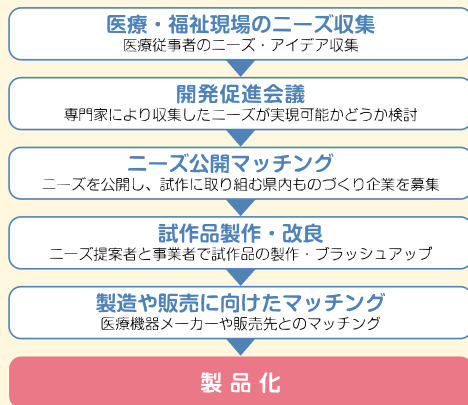 医療・福祉現場のニーズ収集
医療従事者のニーズ・アイデア収集
開発促進会議
専門家により収集したニーズが実現可能かどうか検討
ニーズ公開マッチング
ニーズを公開し、試作に取り組む県内ものづくり企業を募集
試作品製作・改良
ニーズ提案者と事業者で試作品の製作・ブラッシュアップ
製造や販売に向けたマッチング
医療機器メーカーや販売先とのマッチング
製品化